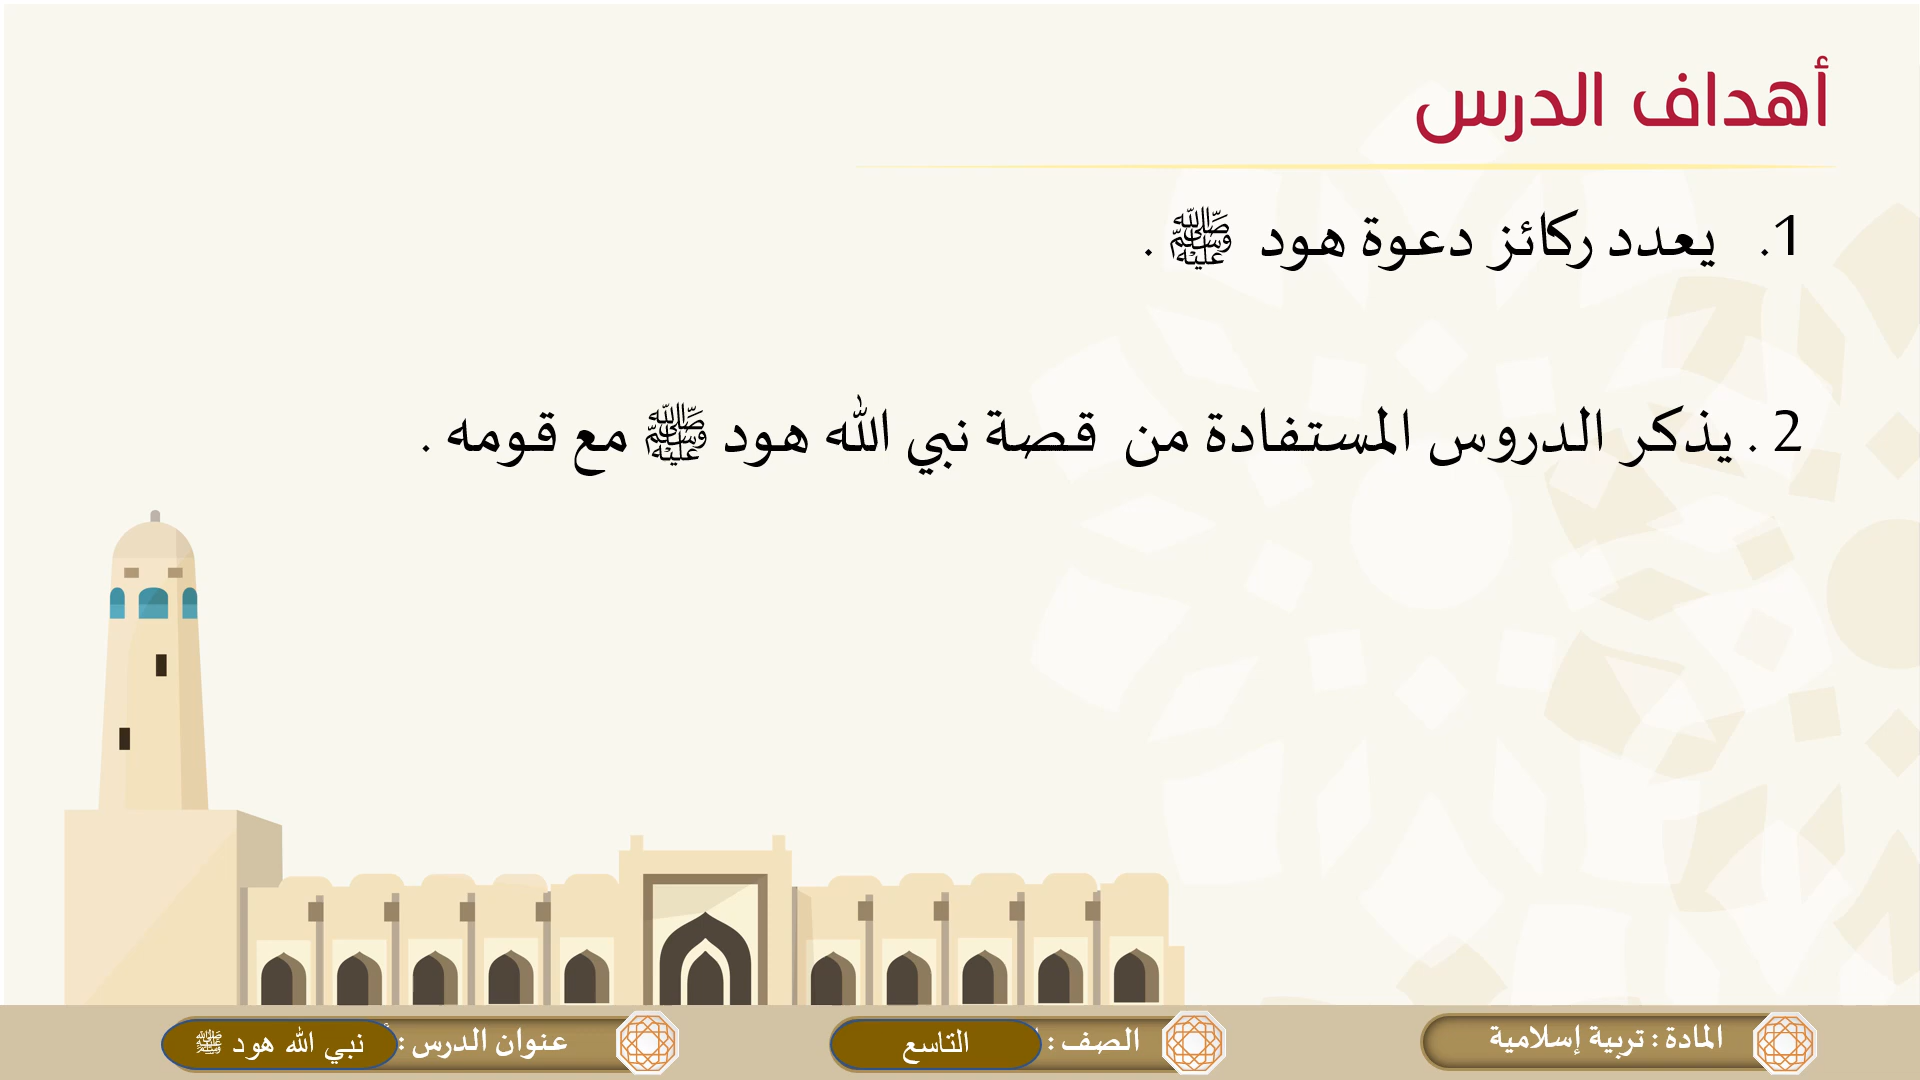 أهداف الدرس
1. يعدد ركائز دعوة هود ﷺ .
2 . يذكر الدروس المستفادة من قصة نبي الله هود ﷺ مع قومه .
المادة : تربية إسلامية
الصف : التاسع
عنوان الدرس : نبي الله هود ﷺ